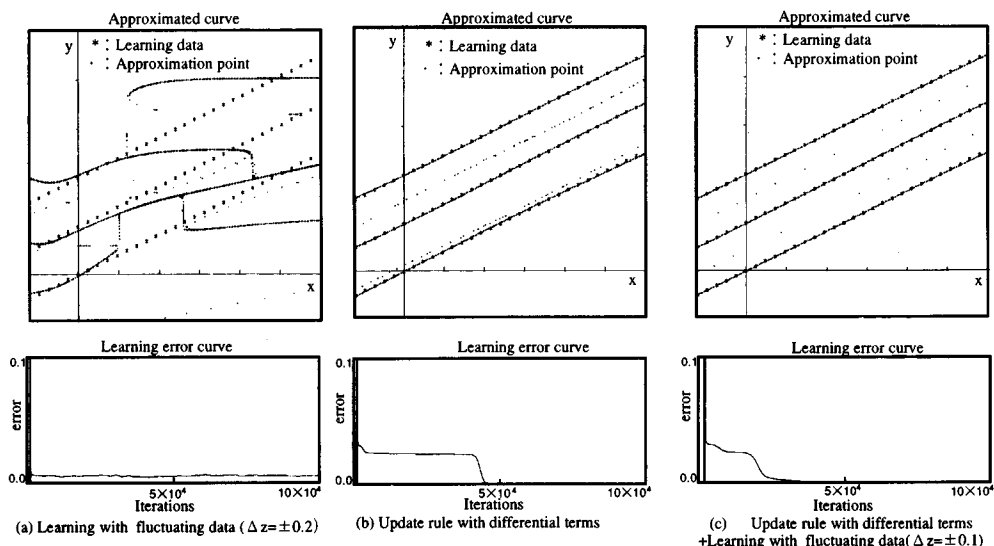 Approximated curve
y
* : Learning data
· : Approximation point
x
Learning error curve
0.1
error
0.0
5×10⁴
10×10⁴
Iterations
(a) Learning with fluctuating data (Δz=±0.2)
Approximated curve
y
* : Learning data
· : Approximation point
x
Learning error curve
0.1
error
0.0
5×10⁴
10×10⁴
Iterations
(b) Update rule with differential terms
Approximated curve
y
* : Learning data
· : Approximation point
x
Learning error curve
0.1
error
0.0
5×10⁴
10×10⁴
Iterations
(c) Update rule with differential terms
+Learning with fluctuating data(Δz=±0.1)